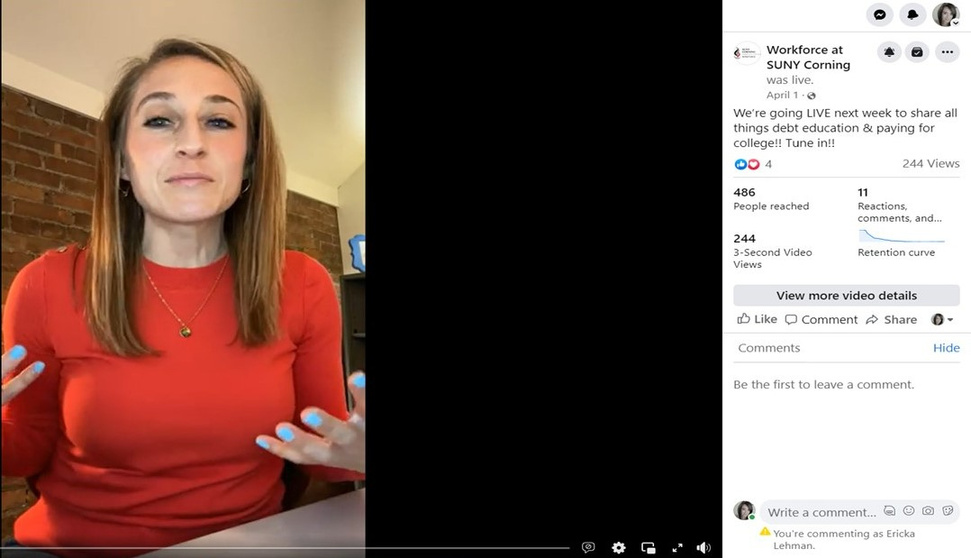 Workforce at
SUNY Corning
was live.
April 1 ·
We're going LIVE next week to share all
things debt education & paying for
college!! Tune in!!
4
244 Views
486
People reached
11
Reactions,
comments, and...
244
3-Second Video
Views
Retention curve
View more video details
Like
Comment
Share
Comments
Hide
Be the first to leave a comment.
Write a comment...
You're commenting as Ericka
Lehman.